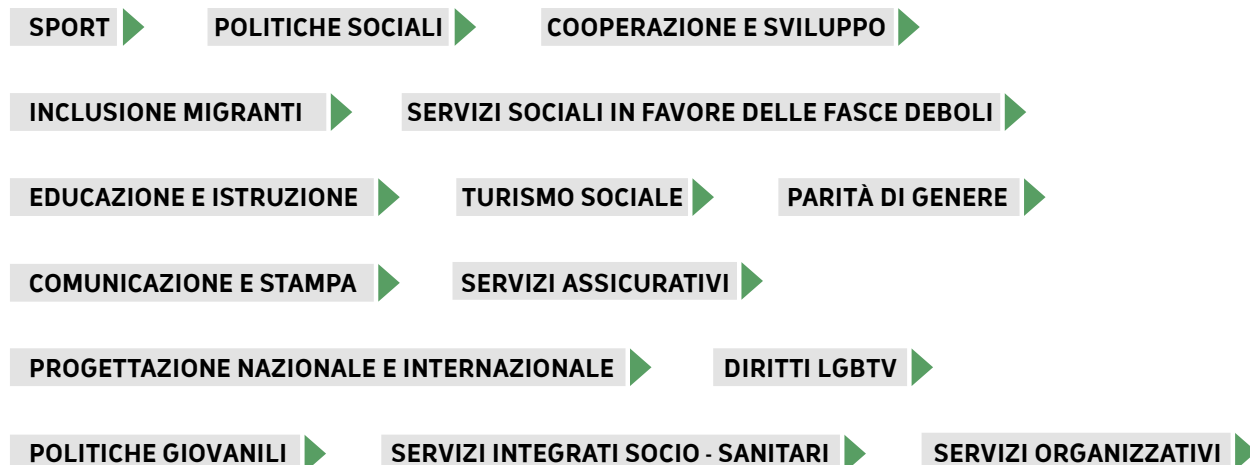 SPORT POLITICHE SOCIALI COOPERAZIONE E SVILUPPO
INCLUSIONE MIGRANTI SERVIZI SOCIALI IN FAVORE DELLE FASCE DEBOLI
EDUCAZIONE E ISTRUZIONE TURISMO SOCIALE PARITÀ DI GENERE
COMUNICAZIONE E STAMPA SERVIZI ASSICURATIVI
PROGETTAZIONE NAZIONALE E INTERNAZIONALE DIRITTI LGBTV
POLITICHE GIOVANILI SERVIZI INTEGRATI SOCIO - SANITARI SERVIZI ORGANIZZATIVI